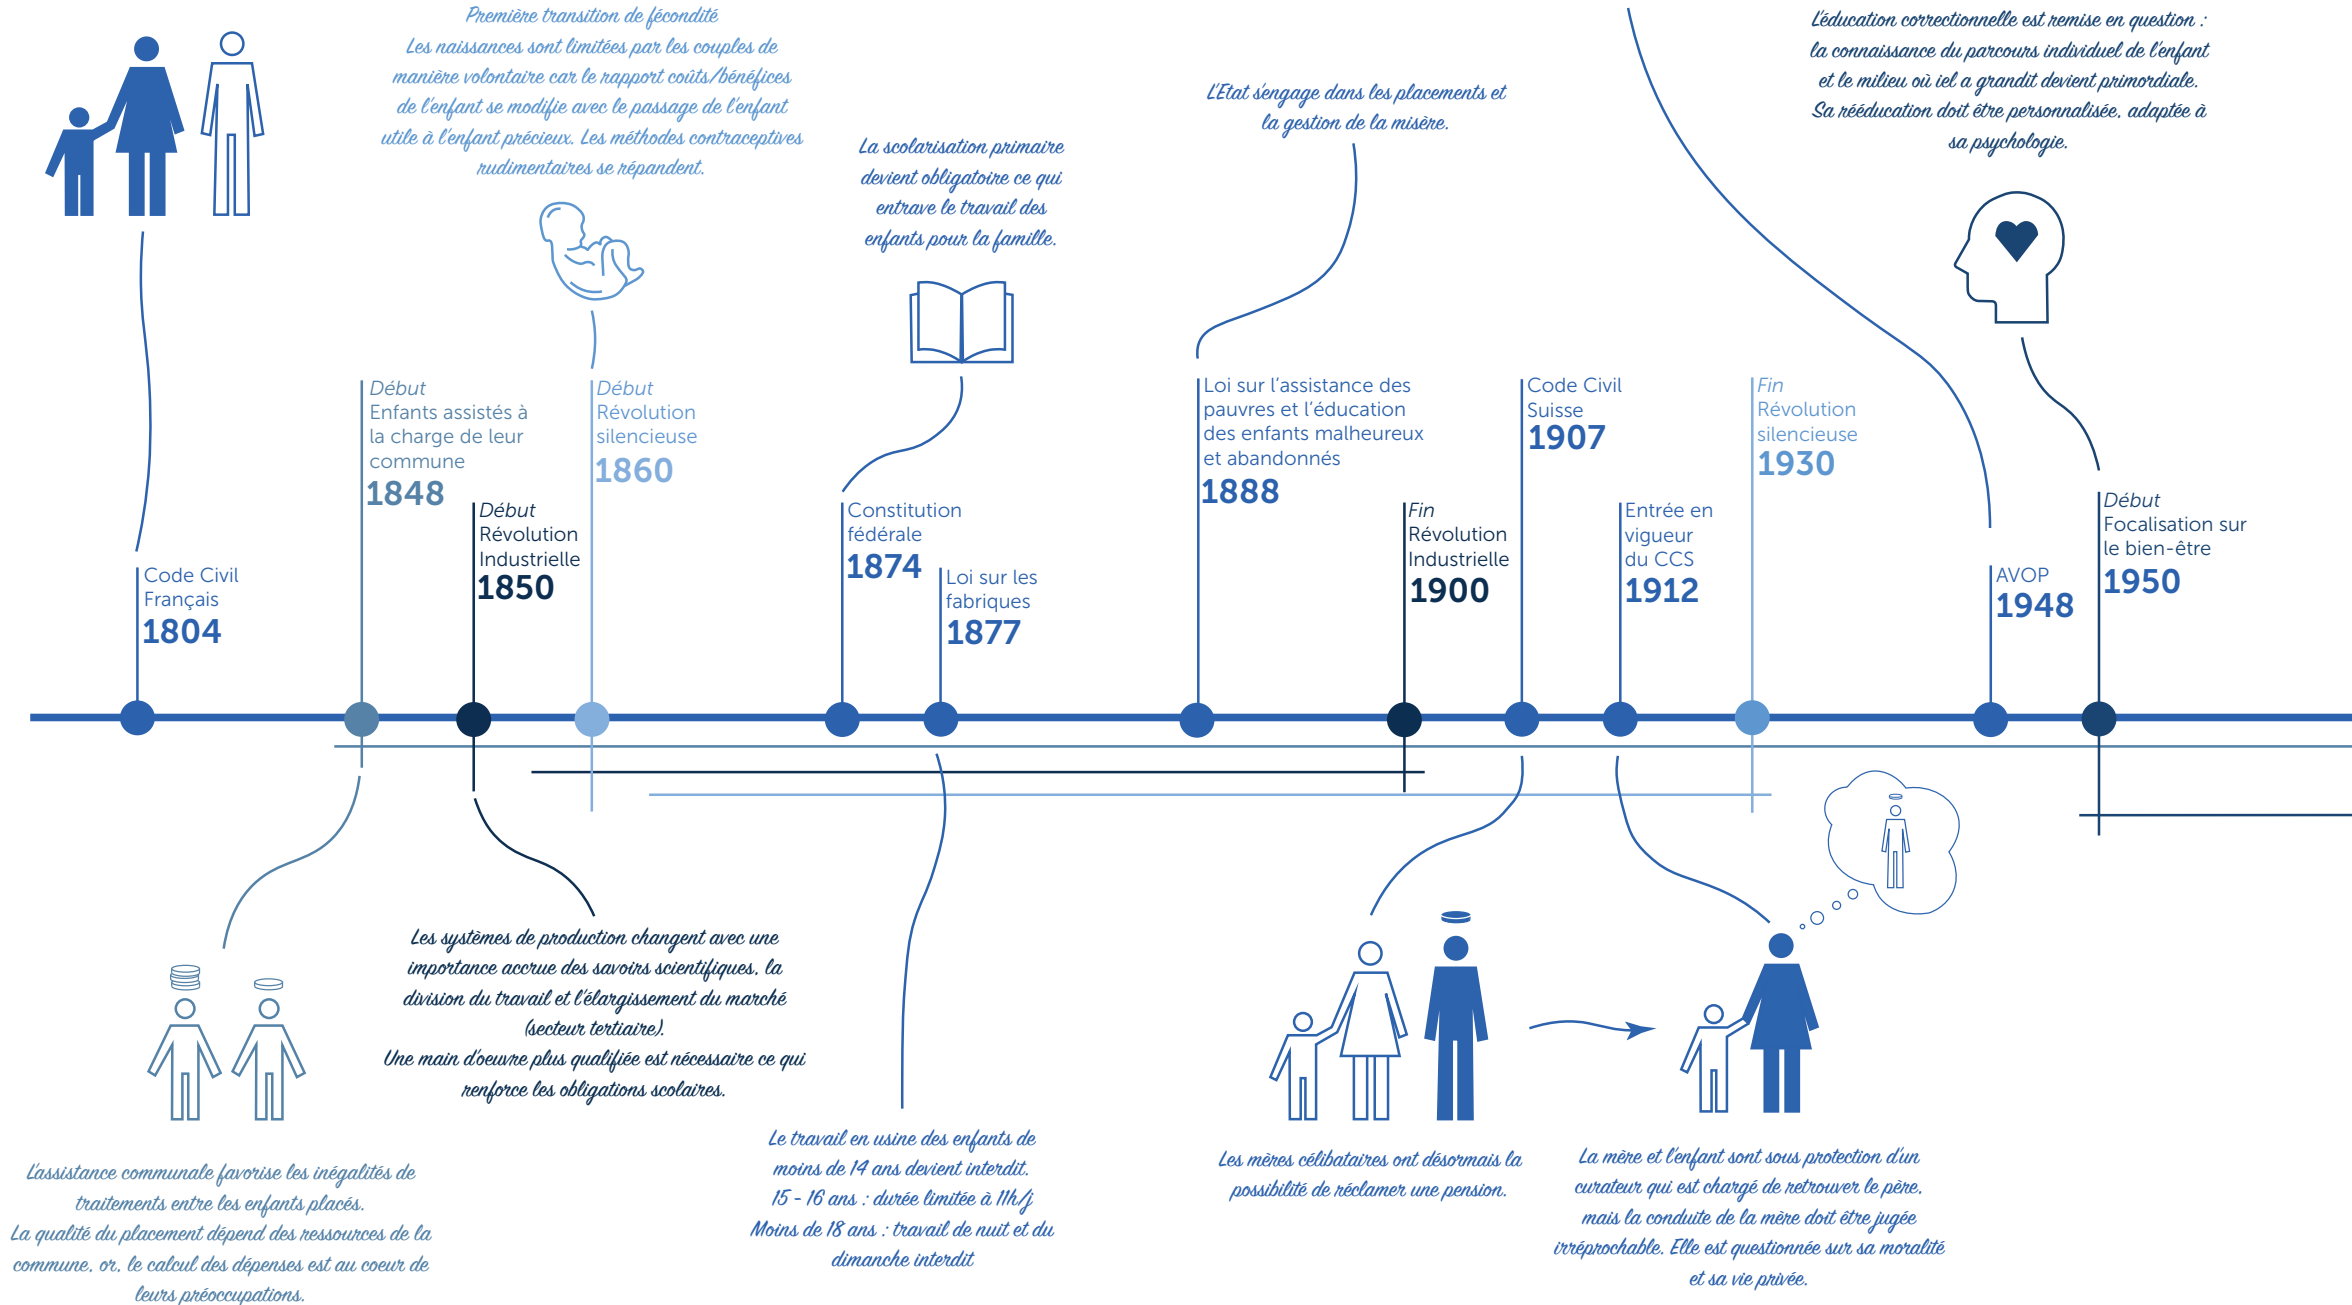 Première transition de fécondité
Les naissances sont limitées par les couples de
manière volontaire car le rapport coûts/bénéfices
de l'enfant se modifie avec le passage de l'enfant
utile à l'enfant précieux. Les méthodes contraceptives
rudimentaires se répandent.
La scolarisation primaire
devient obligatoire ce qui
entrave le travail des
enfants pour la famille.
L'Etat s'engage dans les placements et
la gestion de la misère.
L'éducation correctionnelle est remise en question :
la connaissance du parcours individuel de l'enfant
et le milieu où iel a grandit devient primordiale.
Sa rééducation doit être personnalisée, adaptée à
sa psychologie.
Code Civil
Français
1804
Début
Enfants assistés à
la charge de leur
commune
1848
Début
Révolution
Industrielle
1850
Début
Révolution
silencieuse
1860
Constitution
fédérale
1874
Loi sur les
fabriques
1877
Loi sur l'assistance des
pauvres et l'éducation
des enfants malheureux
et abandonnés
1888
Fin
Révolution
Industrielle
1900
Code Civil
Suisse
1907
Entrée en
vigueur
du CCS
1912
Fin
Révolution
silencieuse
1930
AVOP
1948
Début
Focalisation sur
le bien-être
1950
L'assistance communale favorise les inégalités de
traitements entre les enfants placés.
La qualité du placement dépend des ressources de la
commune, or, le calcul des dépenses est au coeur de
leurs préoccupations.
Les systèmes de production changent avec une
importance accrue des savoirs scientifiques, la
division du travail et l'élargissement du marché
(secteur tertiaire).
Une main d'oeuvre plus qualifiée est nécessaire ce qui
renforce les obligations scolaires.
Le travail en usine des enfants de
moins de 14 ans devient interdit.
15 - 16 ans : durée limitée à 11h/j
Moins de 18 ans : travail de nuit et du
dimanche interdit
Les mères célibataires ont désormais la
possibilité de réclamer une pension.
La mère et l'enfant sont sous protection d'un
curateur qui est chargé de retrouver le père,
mais la conduite de la mère doit être jugée
irréprochable. Elle est questionnée sur sa moralité
et sa vie privée.